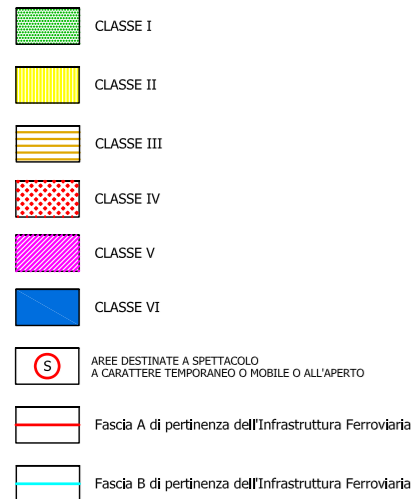 CLASSE I
CLASSE II
CLASSE III
CLASSE IV
CLASSE V
CLASSE VI
S
AREE DESTINATE A SPETTACOLO
A CARATTERE TEMPORANEO O MOBILE O ALL'APERTO
Fascia A di pertinenza dell'Infrastruttura Ferroviaria
Fascia B di pertinenza dell'Infrastruttura Ferroviaria